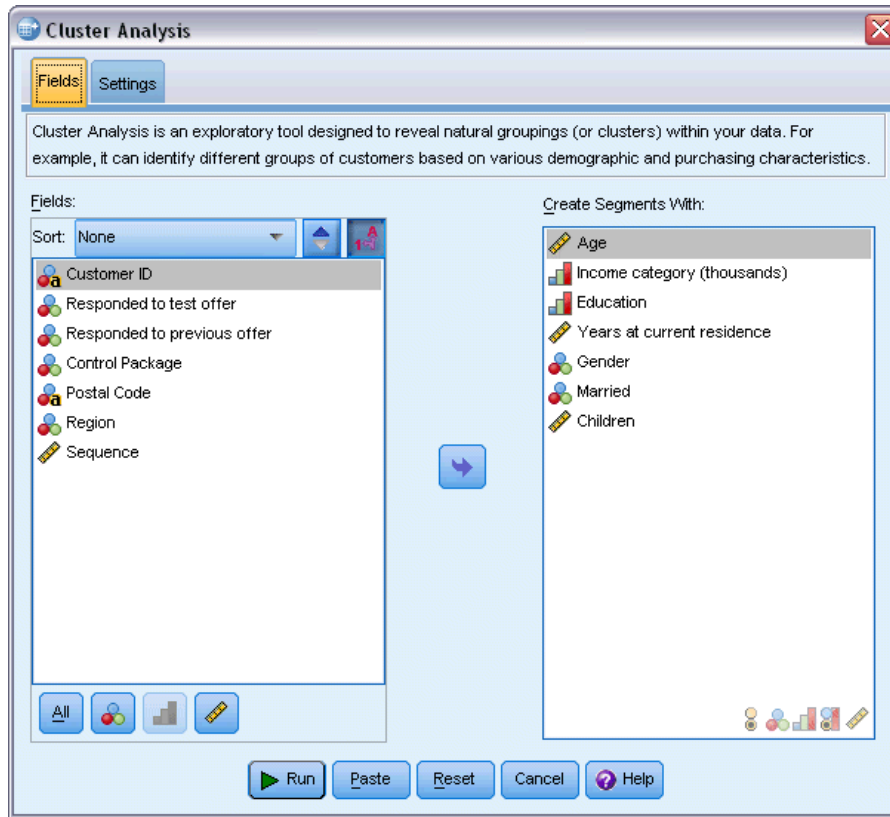 Cluster Analysis
Fields
Settings
Cluster Analysis is an exploratory tool designed to reveal natural groupings (or clusters) within your data. For
example, it can identify different groups of customers based on various demographic and purchasing characteristics.
Fields:
Sort: None
Customer ID
Responded to test offer
Responded to previous offer
Control Package
Postal Code
Region
Sequence
All
Create Segments With:
Age
Income category (thousands)
Education
Years at current residence
Gender
Married
Children
Run
Paste
Reset
Cancel
Help